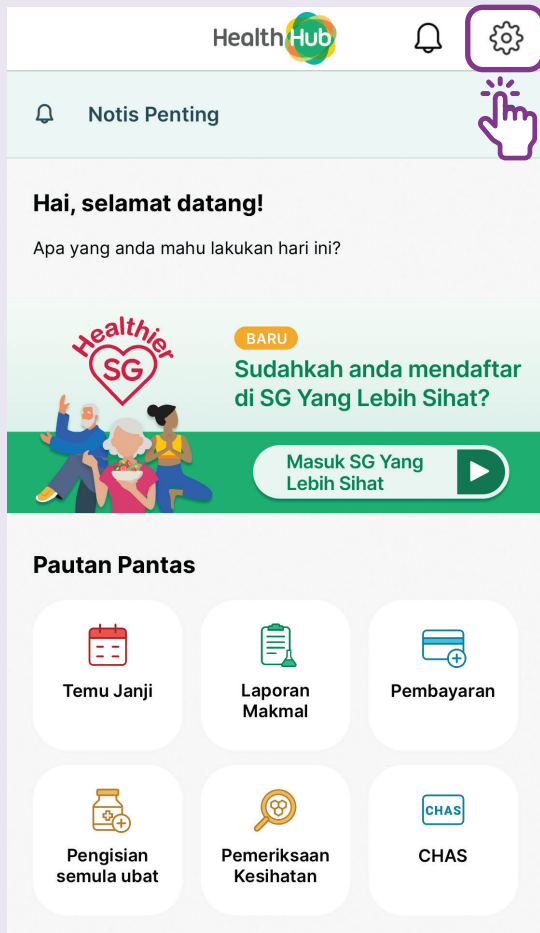 HealthHub
Notis Penting
Hai, selamat datang!
Apa yang anda mahu lakukan hari ini?
Healthier
SG
BARU
Sudahkah anda mendaftar
di SG Yang Lebih Sihat?
Masuk SG Yang
Lebih Sihat
Pautan Pantas
Temu Janji
Laporan
Makmal
Pembayaran
Pengisian
semula ubat
Pemeriksaan
Kesihatan
CHAS
CHAS